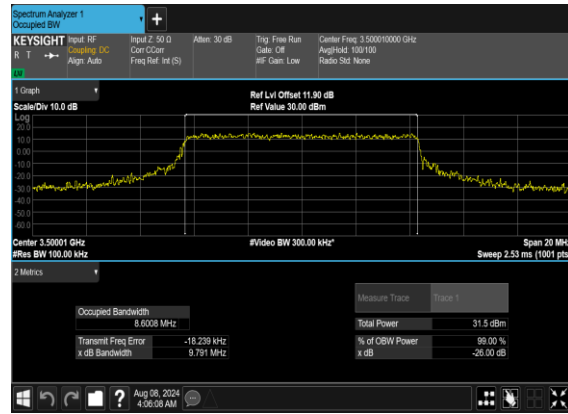 Spectrum Analyzer 1
Occupied BW
+
KEYSIGHT Input: RF Input Z: 50 Ω Atten: 30 dB Trig: Free Run Center Freq: 3.500010000 GHz
R T Coupling: DC Corr CCorr Gate: Off Avg|Hold: 100/100
Align: Auto Freq Ref: Int (S) #IF Gain: Low Radio Std: None
1 Graph
Ref Lvl Offset 11.90 dB
Scale/Div 10.0 dB Ref Value 30.00 dBm
Log
20.0
10.0
0.00
-10.0
-20.0
-30.0
-40.0
-50.0
-60.0
Center 3.50001 GHz #Video BW 300.00 kHz* Span 20 MHz
#Res BW 100.00 kHz Sweep 2.53 ms (1001 pts)
2 Metrics
Measure Trace Trace 1
Occupied Bandwidth
8.6008 MHz Total Power 31.5 dBm
Transmit Freq Error -18.239 kHz % of OBW Power 99.00 %
x dB Bandwidth 9.791 MHz x dB -26.00 dB
? Aug 08, 2024
4:06:08 AM